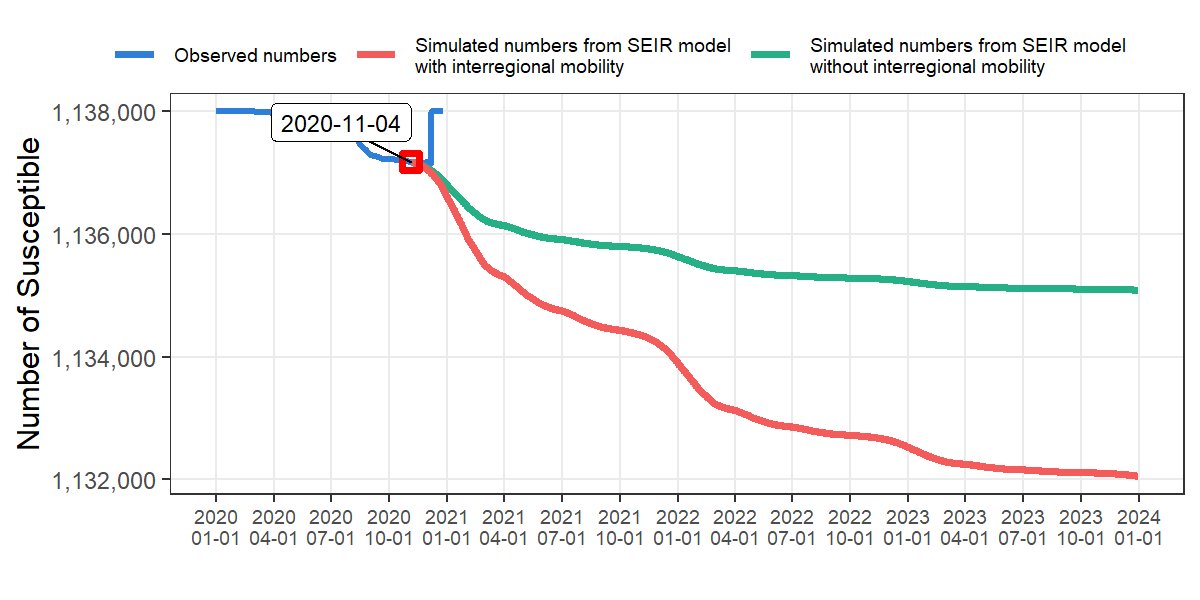 Observed numbers
Simulated numbers from SEIR model
with interregional mobility
Simulated numbers from SEIR model
without interregional mobility
Number of Susceptible
1,138,000
1,136,000
1,134,000
1,132,000
2020-11-04
2020 2020 2020 2020 2021 2021 2021 2021 2022 2022 2022 2022 2023 2023 2023 2023 2024
01-01 04-01 07-01 10-01 01-01 04-01 07-01 10-01 01-01 04-01 07-01 10-01 01-01 04-01 07-01 10-01 01-01